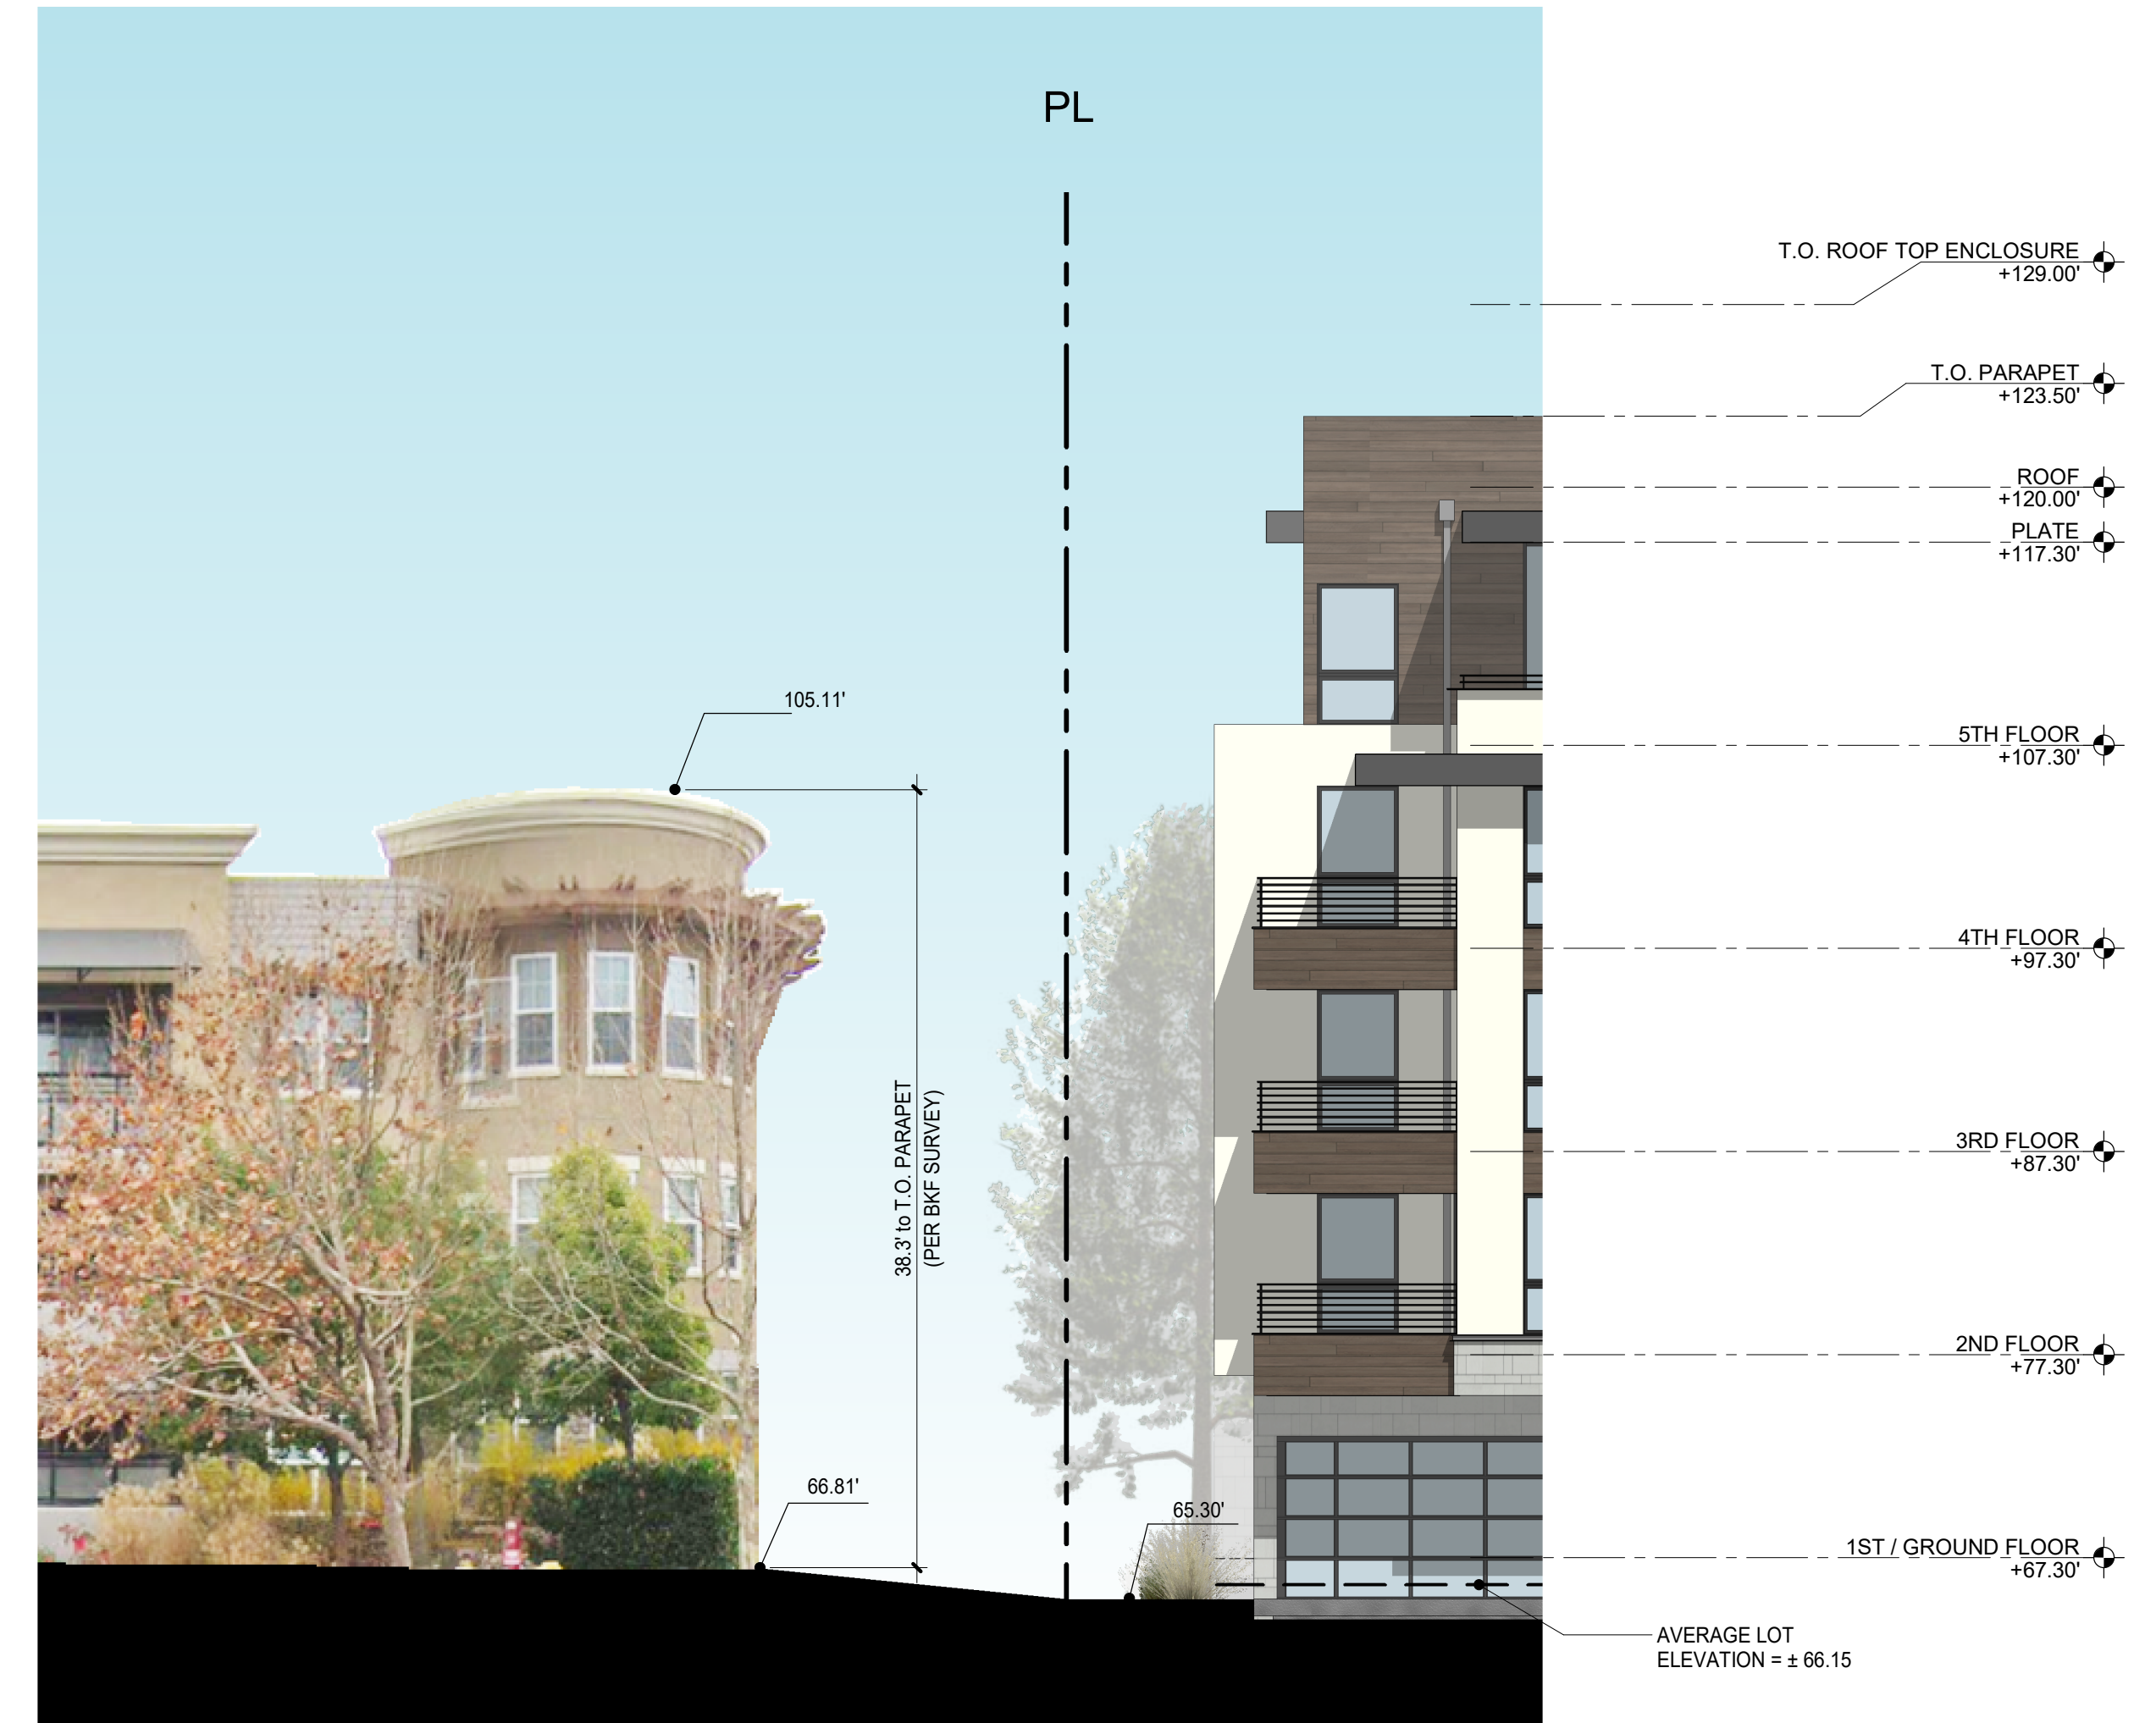 PL
T.O. ROOF TOP ENCLOSURE
+129.00'
T.O. PARAPET
+123.50'
ROOF
+120.00'
PLATE
+117.30'
105.11'
5TH FLOOR
+107.30'
4TH FLOOR
+97.30'
38.3' to T.O. PARAPET
(PER BKF SURVEY)
3RD FLOOR
+87.30'
2ND FLOOR
+77.30'
66.81'
65.30'
1ST / GROUND FLOOR
+67.30'
AVERAGE LOT
ELEVATION = ± 66.15